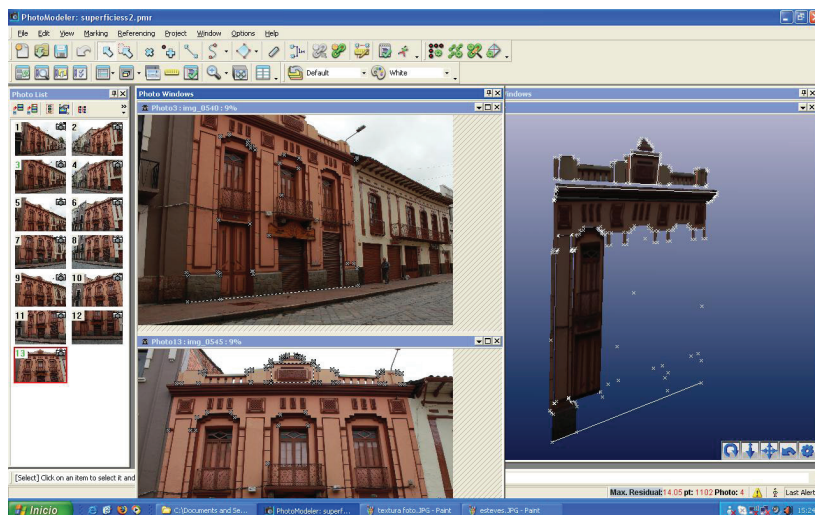 PhotoModeler: superficiess2.pmr
File Edit View Marking Referencing Project Window Options Help
Default White
Photo List
Photo Windows
indows
Photo3 : img_0540 : 9%
1 2
3 4
5 6
7 8
9 10
11 12
13
Photo13 : img_0545 : 9%
[Select] Click on an item to select it and
Max. Residual: 14.05 pt: 1102 Photo: 4 Last Alert
Inicio C:\Documents and Se... PhotoModeler: superf... textura foto.JPG - Paint esteves.JPG - Paint 15:24